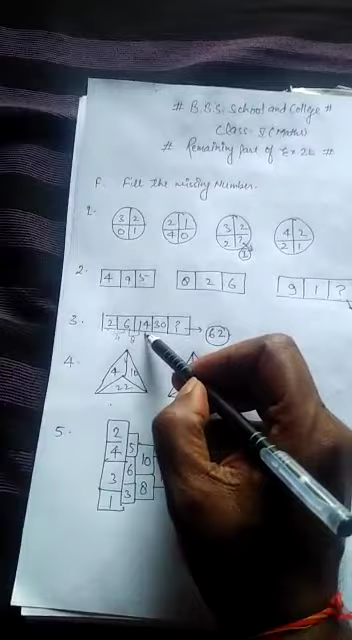 # B.B.S. School and College #
Class V (Maths)
# Remaining part of Ex 2k #
F. Fill the missing Number.
1. 3 2 0 1 2 1 4 0 3 2 2 ? 1 4 2 2 1
2. 4 9 5 8 2 6 9 1 ?
3. 2 6 14 30 ? → 62
4. 4 10 22
5. 2 4 3 1 5 6 3 10 8